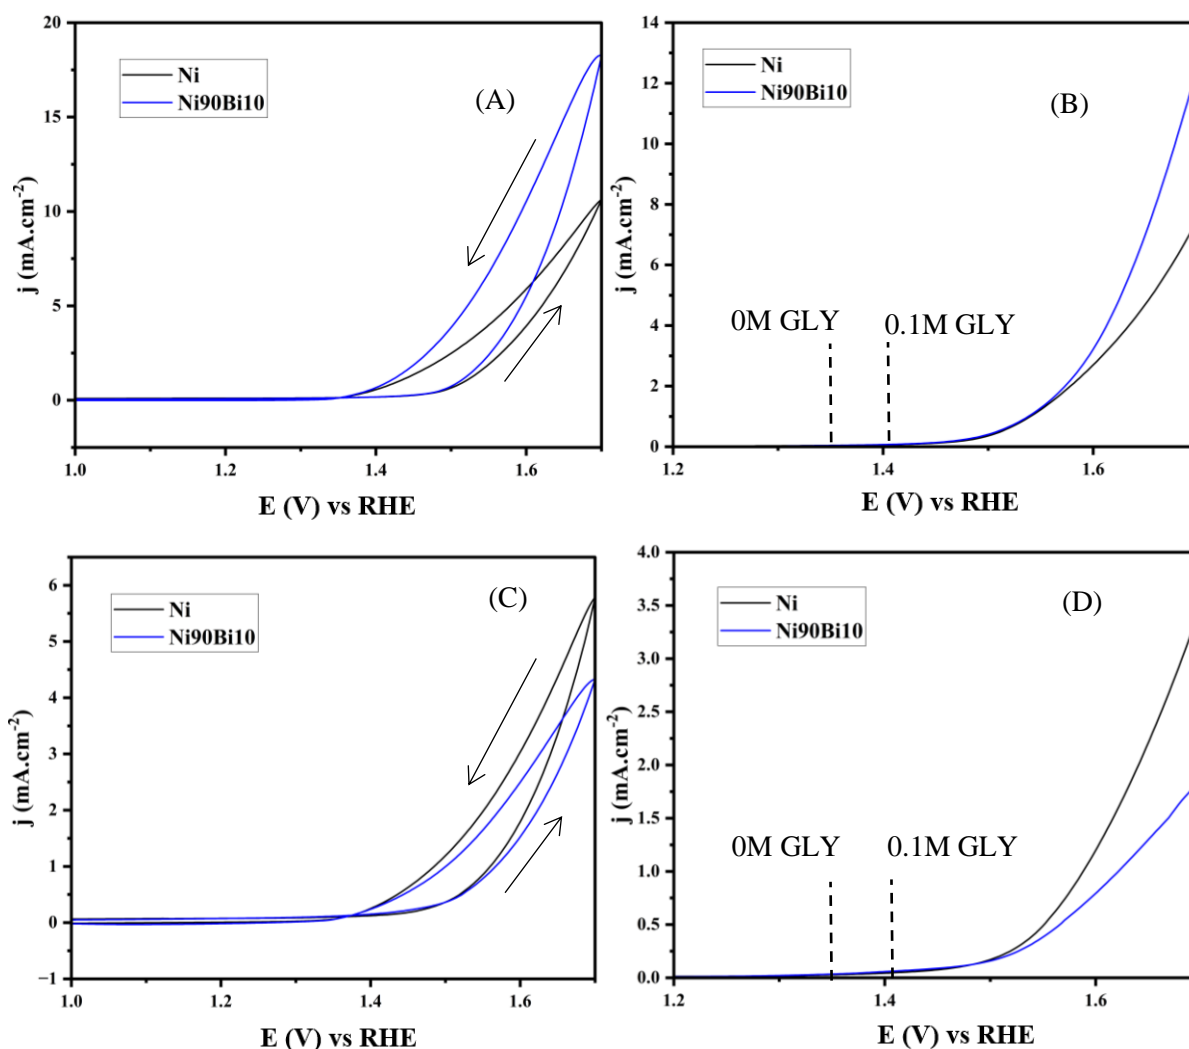 20
15
10
5
0
j (mA.cm-2)
Ni
Ni90Bi10
(A)
1.0
1.2
1.4
1.6
E (V) vs RHE
14
12
10
8
6
4
2
0
j (mA.cm-2)
Ni
Ni90Bi10
(B)
0M GLY
0.1M GLY
1.2
1.4
1.6
E (V) vs RHE
6
5
4
3
2
1
0
−1
j (mA.cm-2)
Ni
Ni90Bi10
(C)
1.0
1.2
1.4
1.6
E (V) vs RHE
4.0
3.5
3.0
2.5
2.0
1.5
1.0
0.5
0.0
j (mA.cm-2)
Ni
Ni90Bi10
(D)
0M GLY
0.1M GLY
1.2
1.4
1.6
E (V) vs RHE